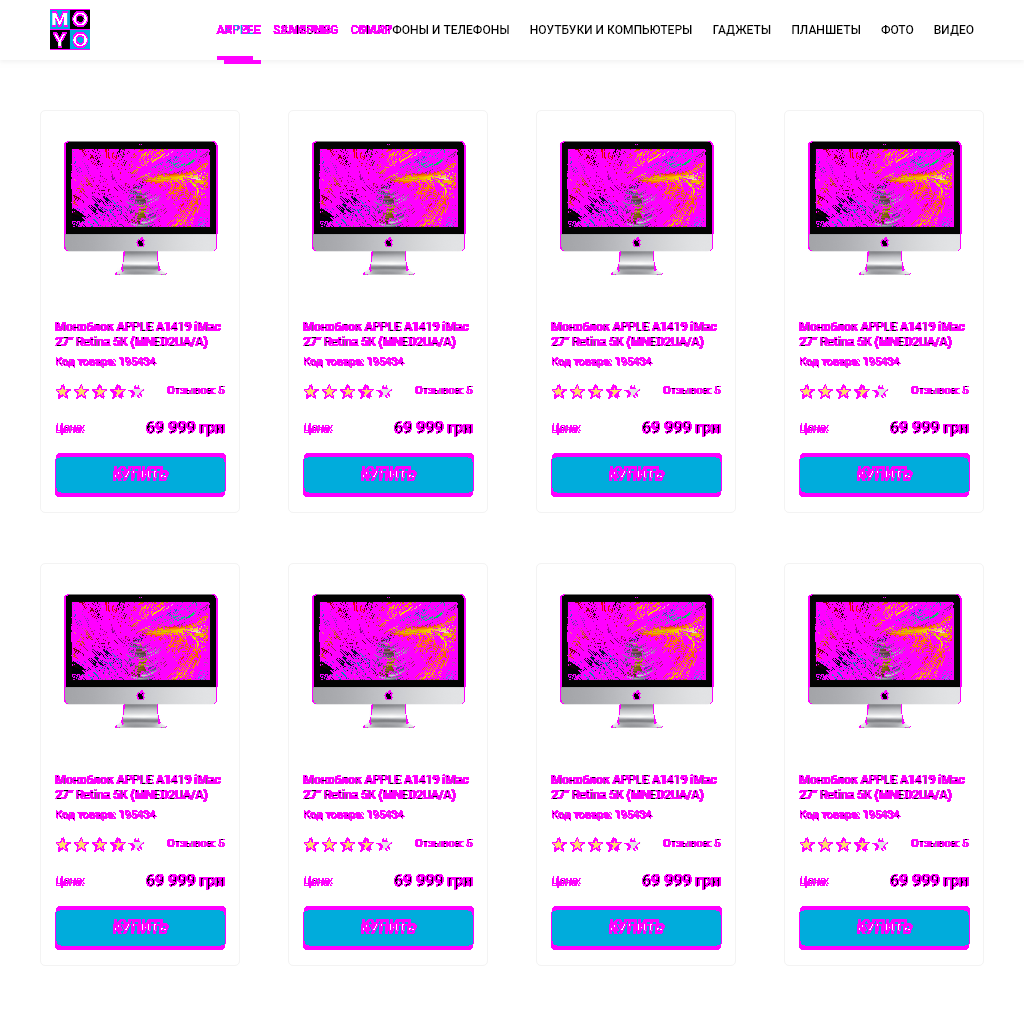 MOYO
APPLE SAMSUNG ФОНЫ И ТЕЛЕФОНЫ НОУТБУКИ И КОМПЬЮТЕРЫ ГАДЖЕТЫ ПЛАНШЕТЫ ФОТО ВИДЕО
Моноблок APPLE A1419 iMac
27" Retina 5K (MNED2UA/A)
Код товара: 195434
Отзывов: 5
Цена:
69 999 грн
КУПИТЬ
Моноблок APPLE A1419 iMac
27" Retina 5K (MNED2UA/A)
Код товара: 195434
Отзывов: 5
Цена:
69 999 грн
КУПИТЬ
Моноблок APPLE A1419 iMac
27" Retina 5K (MNED2UA/A)
Код товара: 195434
Отзывов: 5
Цена:
69 999 грн
КУПИТЬ
Моноблок APPLE A1419 iMac
27" Retina 5K (MNED2UA/A)
Код товара: 195434
Отзывов: 5
Цена:
69 999 грн
КУПИТЬ
Моноблок APPLE A1419 iMac
27" Retina 5K (MNED2UA/A)
Код товара: 195434
Отзывов: 5
Цена:
69 999 грн
КУПИТЬ
Моноблок APPLE A1419 iMac
27" Retina 5K (MNED2UA/A)
Код товара: 195434
Отзывов: 5
Цена:
69 999 грн
КУПИТЬ
Моноблок APPLE A1419 iMac
27" Retina 5K (MNED2UA/A)
Код товара: 195434
Отзывов: 5
Цена:
69 999 грн
КУПИТЬ
Моноблок APPLE A1419 iMac
27" Retina 5K (MNED2UA/A)
Код товара: 195434
Отзывов: 5
Цена:
69 999 грн
КУПИТЬ